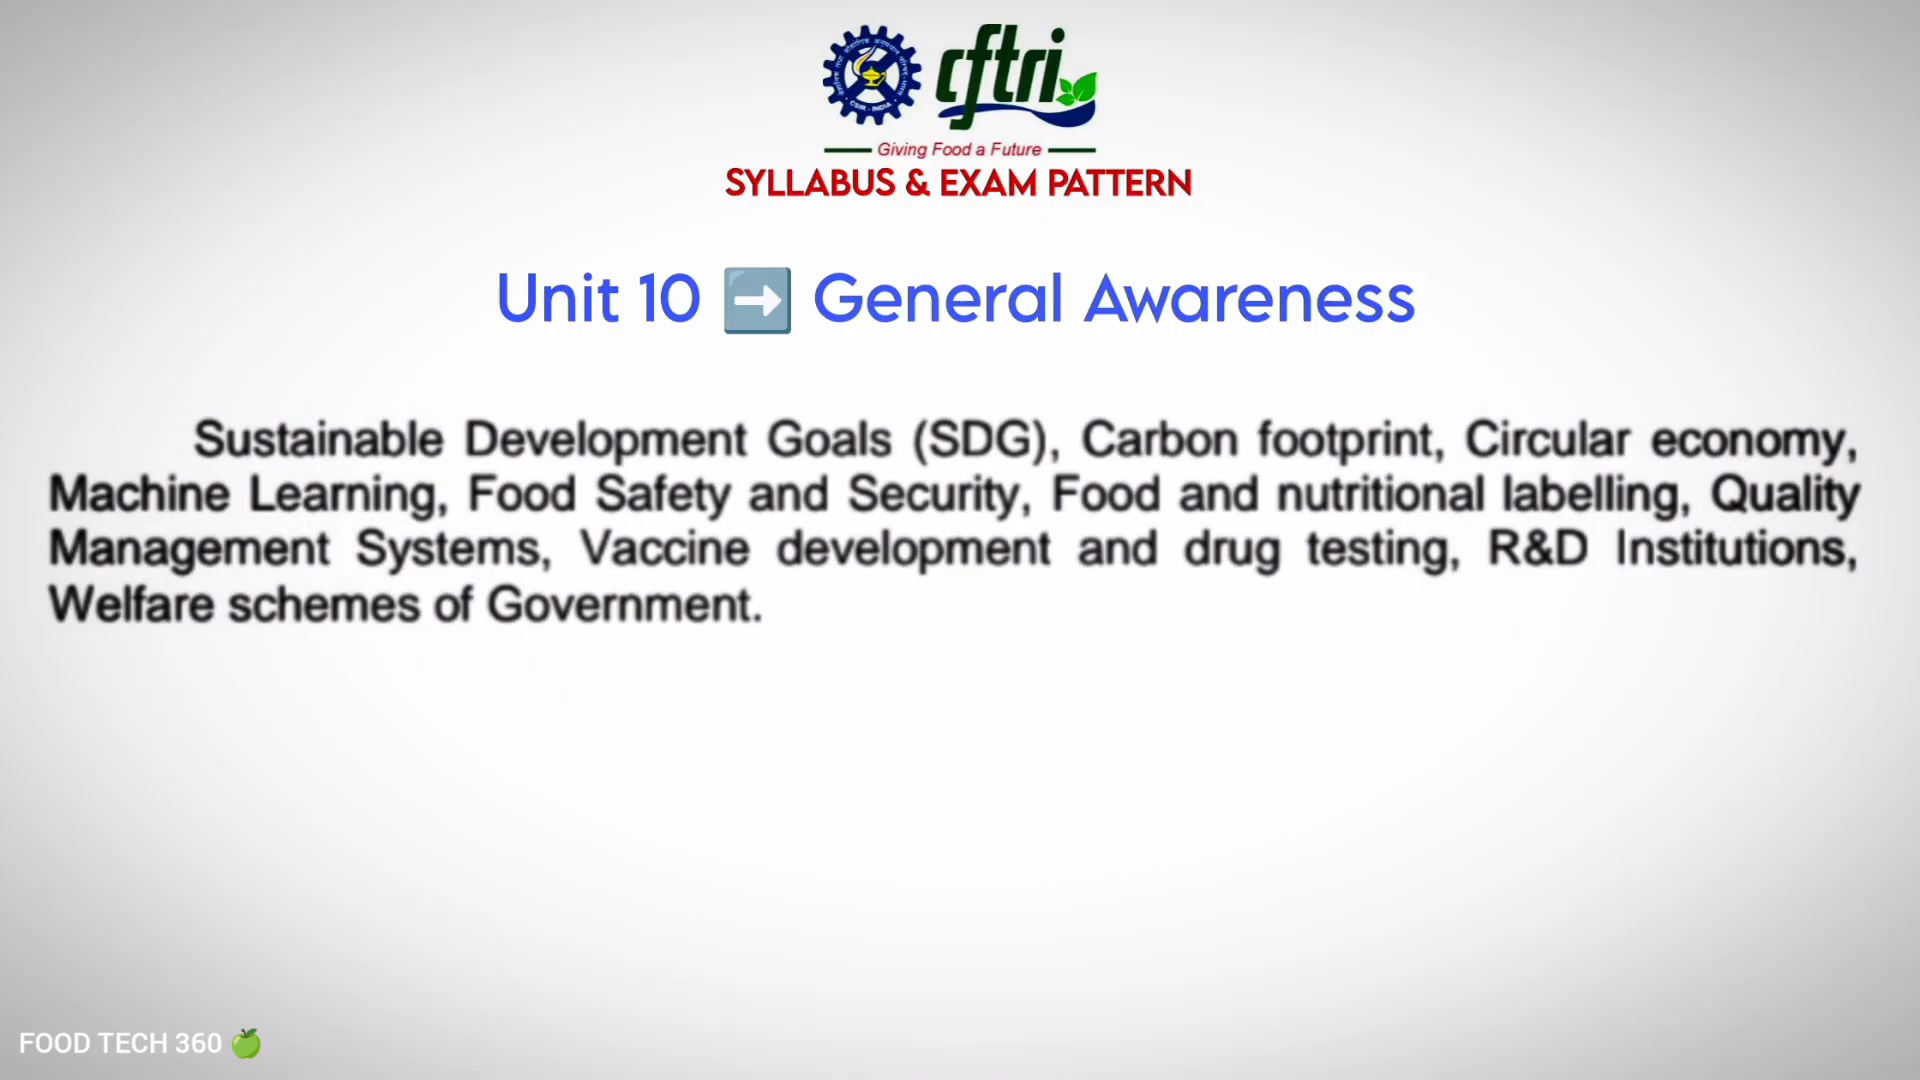 cftri
CSIR - INDIA
Giving Food a Future
SYLLABUS & EXAM PATTERN
Unit 10 ➡️ General Awareness
Sustainable Development Goals (SDG), Carbon footprint, Circular economy,
Machine Learning, Food Safety and Security, Food and nutritional labelling, Quality
Management Systems, Vaccine development and drug testing, R&D Institutions,
Welfare schemes of Government.
FOOD TECH 360 🍏